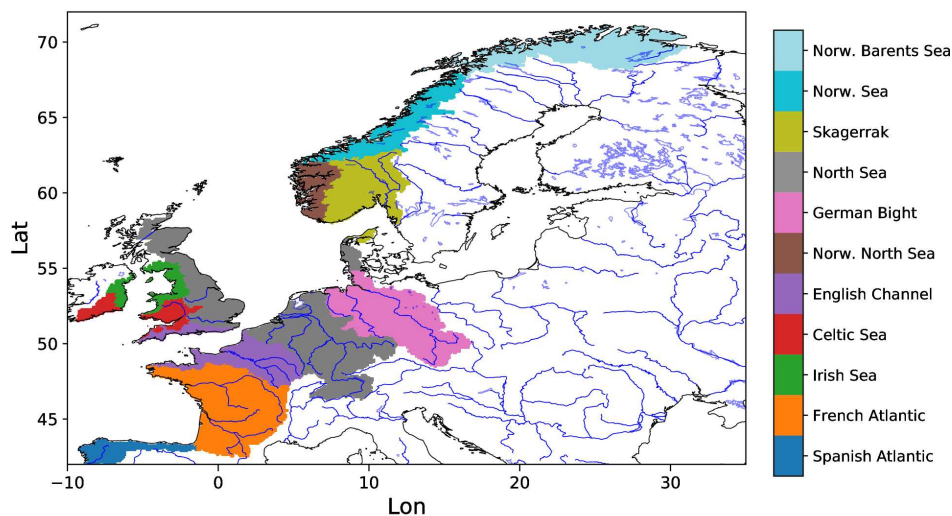 70
65
60
55
50
45
Lat
−10
0
10
20
30
Lon
Norw. Barents Sea
Norw. Sea
Skagerrak
North Sea
German Bight
Norw. North Sea
English Channel
Celtic Sea
Irish Sea
French Atlantic
Spanish Atlantic